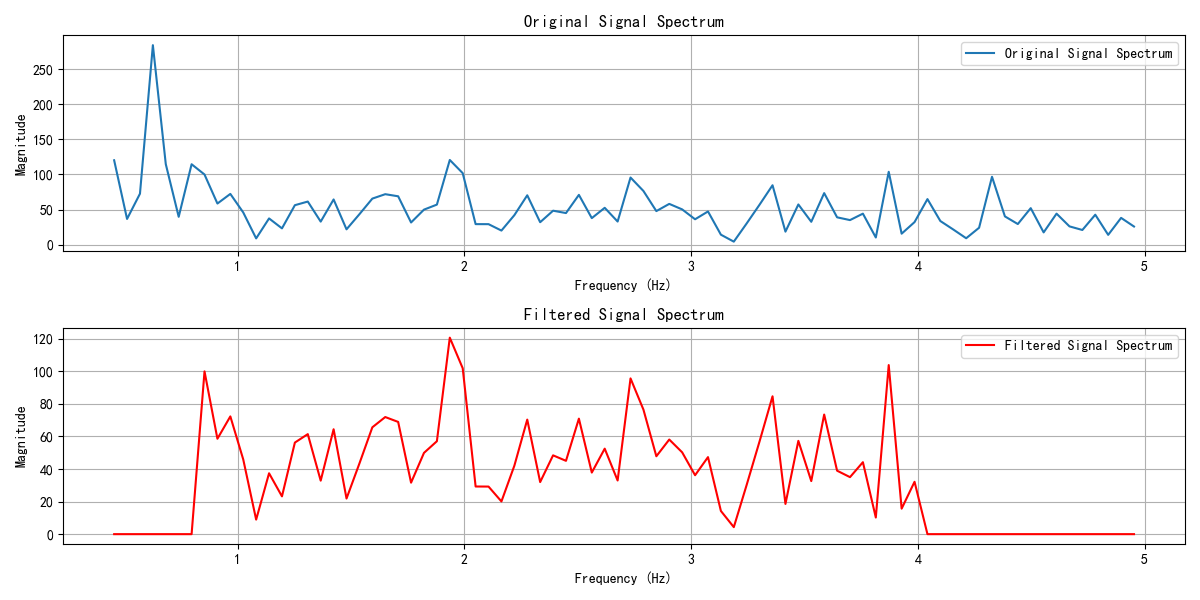 Original Signal Spectrum
Original Signal Spectrum
Magnitude
250
200
150
100
50
0
1 2 3 4 5
Frequency (Hz)
Filtered Signal Spectrum
Filtered Signal Spectrum
Magnitude
120
100
80
60
40
20
0
1 2 3 4 5
Frequency (Hz)